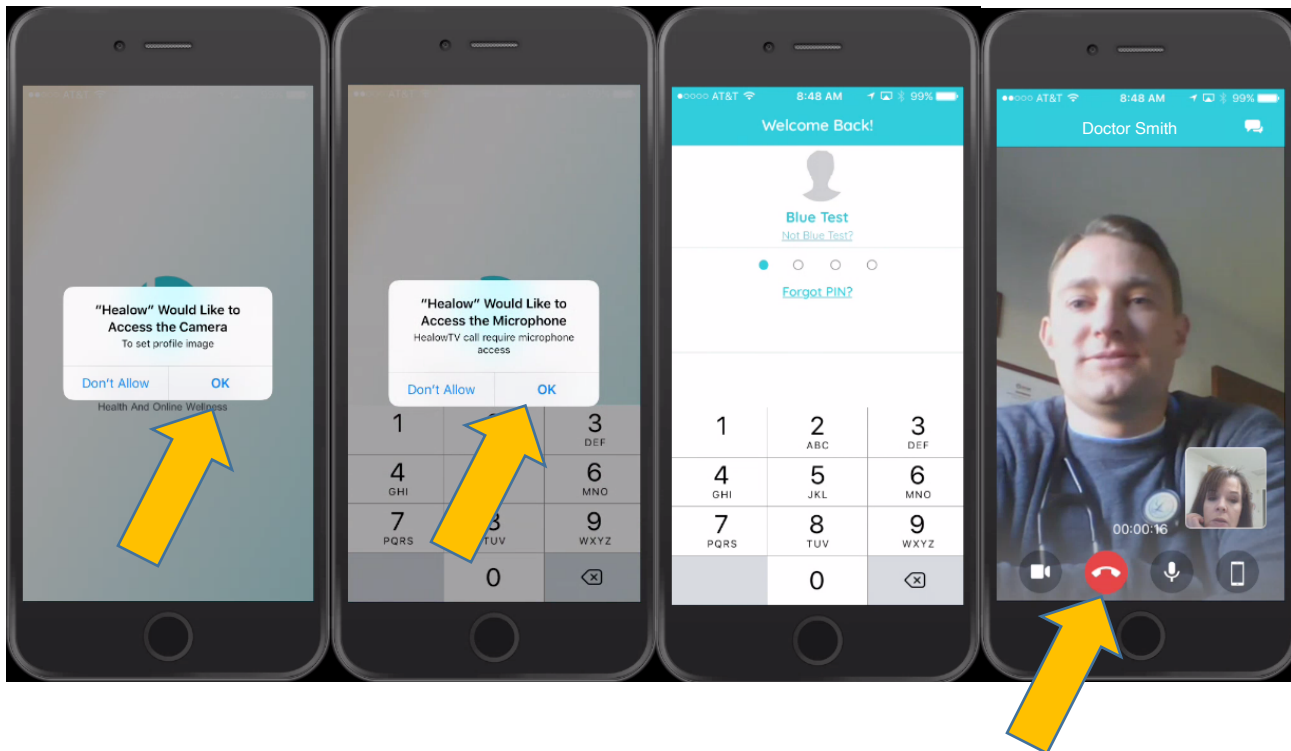 AT&T
"Healow" Would Like to
Access the Camera
To set profile image
Don't Allow
OK
Health And Online Wellness
AT&T
"Healow" Would Like to
Access the Microphone
HealowTV call require microphone
access
Don't Allow
OK
1
3
DEF
4
GHI
6
MNO
7
PQRS
TUV
9
WXYZ
0
AT&T 8:48 AM 99%
Welcome Back!
Blue Test
Not Blue Test?
Forgot PIN?
1
2
ABC
3
DEF
4
GHI
5
JKL
6
MNO
7
PQRS
8
TUV
9
WXYZ
0
AT&T 8:48 AM 99%
Doctor Smith
00:00:16